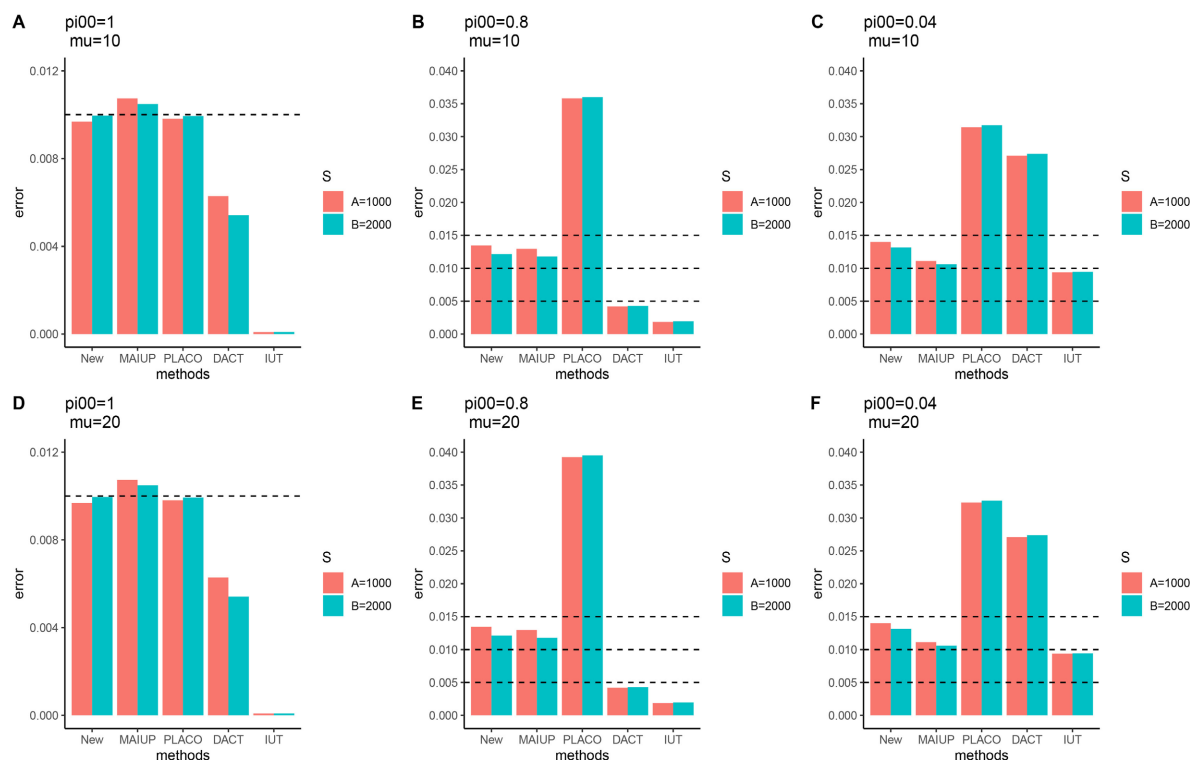 A
pi00=1
mu=10
0.012
0.008
0.004
0.000
error
New MAIUP PLACO DACT IUT
methods
S
A=1000
B=2000
B
pi00=0.8
mu=10
0.040
0.035
0.030
0.025
0.020
0.015
0.010
0.005
0.000
error
New MAIUP PLACO DACT IUT
methods
S
A=1000
B=2000
C
pi00=0.04
mu=10
0.040
0.035
0.030
0.025
0.020
0.015
0.010
0.005
0.000
error
New MAIUP PLACO DACT IUT
methods
S
A=1000
B=2000
D
pi00=1
mu=20
0.012
0.008
0.004
0.000
error
New MAIUP PLACO DACT IUT
methods
S
A=1000
B=2000
E
pi00=0.8
mu=20
0.040
0.035
0.030
0.025
0.020
0.015
0.010
0.005
0.000
error
New MAIUP PLACO DACT IUT
methods
S
A=1000
B=2000
F
pi00=0.04
mu=20
0.040
0.035
0.030
0.025
0.020
0.015
0.010
0.005
0.000
error
New MAIUP PLACO DACT IUT
methods
S
A=1000
B=2000